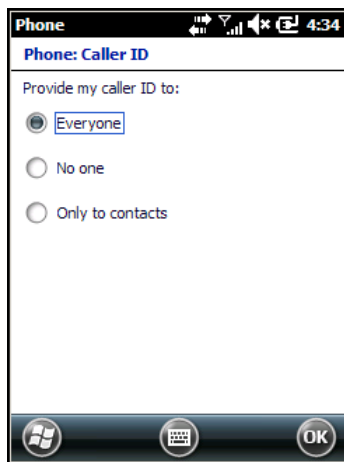 Phone 4:34
Phone: Caller ID
Provide my caller ID to:
Everyone
No one
Only to contacts
OK